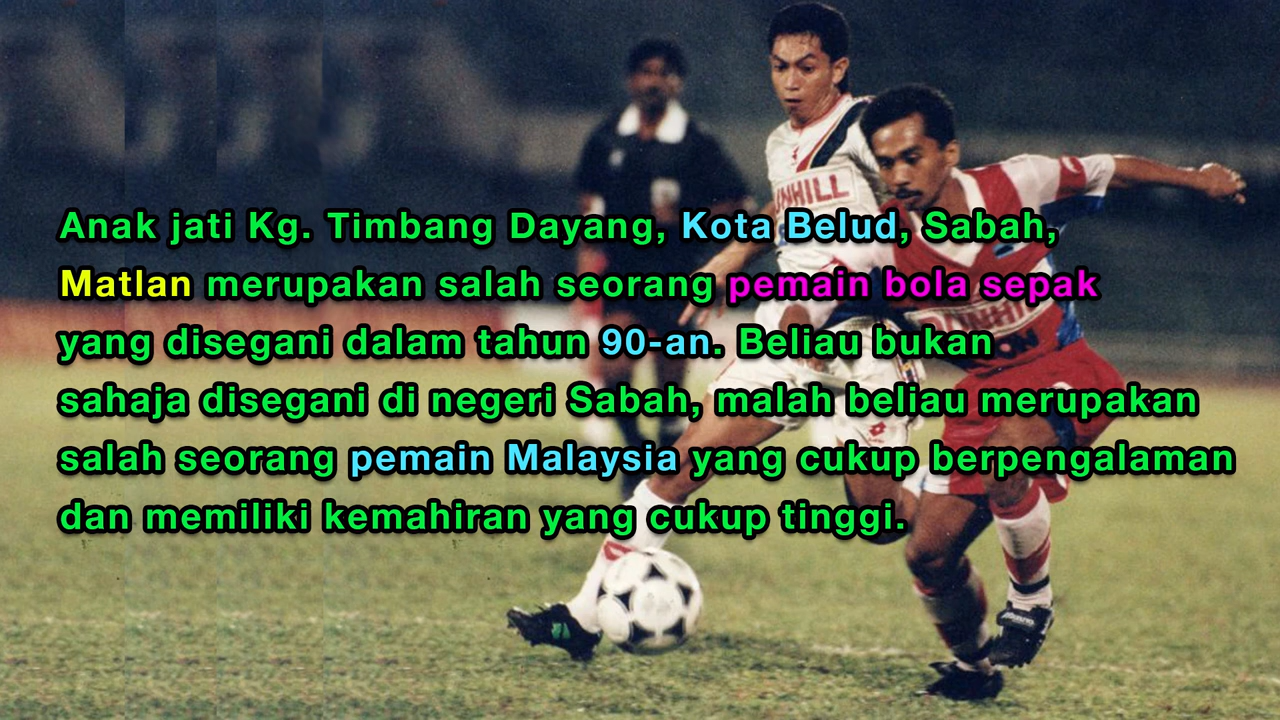 UNHILL
Anak jati Kg. Timbang Dayang, Kota Belud, Sabah,
Matlan merupakan salah seorang pemain bola sepak
yang disegani dalam tahun 90-an. Beliau bukan
sahaja disegani di negeri Sabah, malah beliau merupakan
salah seorang pemain Malaysia yang cukup berpengalaman
dan memiliki kemahiran yang cukup tinggi.